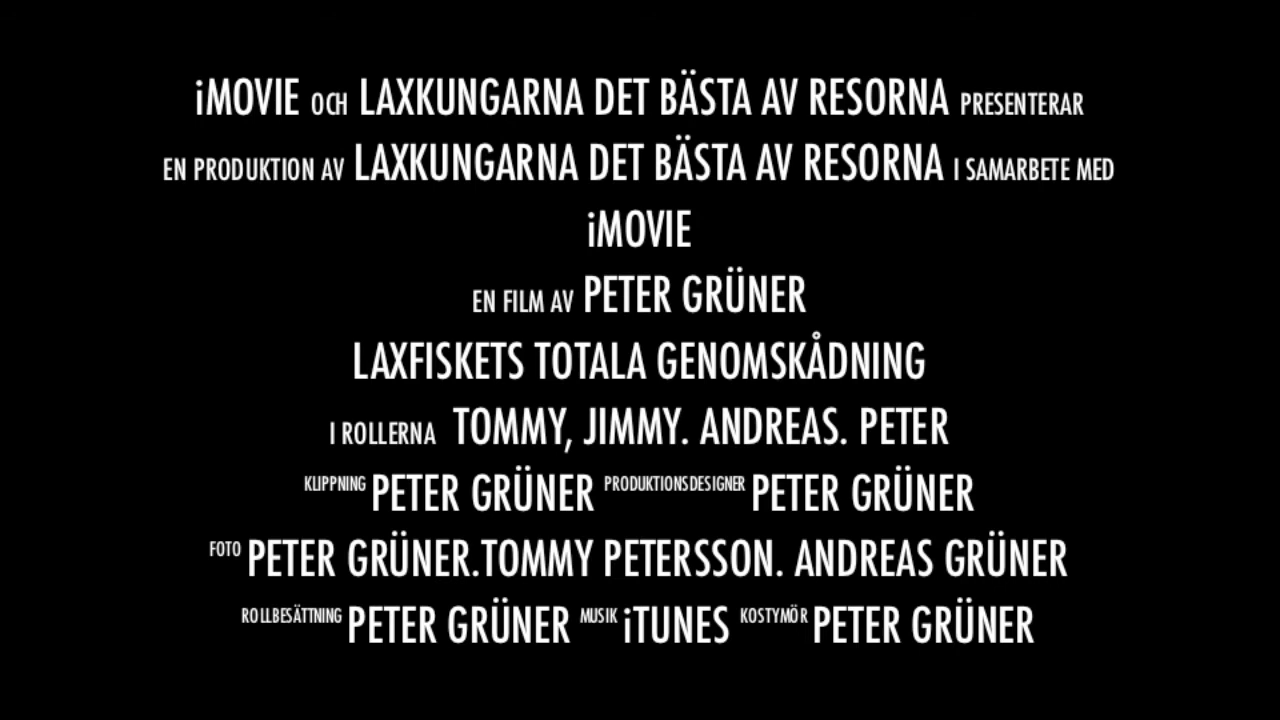 iMOVIE OCH LAXKUNGARNA DET BÄSTA AV RESORNA PRESENTERAR
EN PRODUKTION AV LAXKUNGARNA DET BÄSTA AV RESORNA I SAMARBETE MED
iMOVIE
EN FILM AV PETER GRÜNER
LAXFISKETS TOTALA GENOMSKÅDNING
I ROLLERNA TOMMY, JIMMY. ANDREAS. PETER
KLIPPNING PETER GRÜNER PRODUKTIONSDESIGNER PETER GRÜNER
FOTO PETER GRÜNER.TOMMY PETERSSON. ANDREAS GRÜNER
ROLLBESÄTTNING PETER GRÜNER MUSIK iTUNES KOSTYMÖR PETER GRÜNER